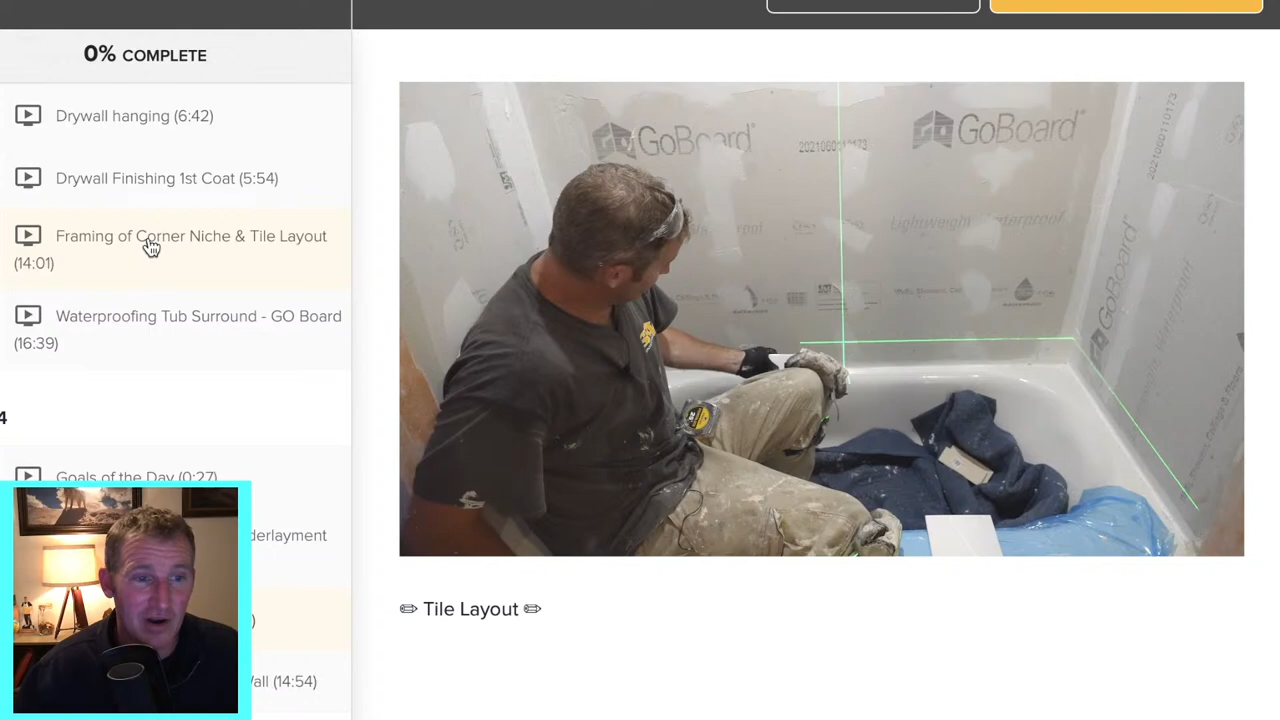 0% COMPLETE
Drywall hanging (6:42)
Drywall Finishing 1st Coat (5:54)
Framing of Corner Niche & Tile Layout
(14:01)
Waterproofing Tub Surround - GO Board
(16:39)
4
Goals of the Day (0:27)
derlayment
)
all (14:54)
GoBoard
GoBoard
Lightweight
GoBoard
✏ Tile Layout ✏